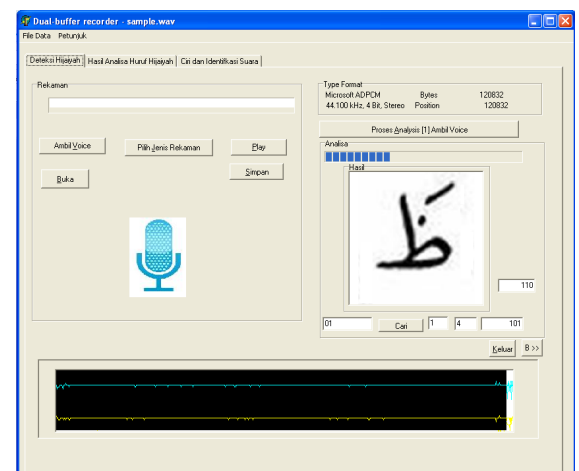 Dual-buffer recorder - sample.wav
File Data Petunjuk
Deteksi Hijaiyah Hasil Analisa Huruf Hijaiyah Ciri dan Identifkasi Suara
Rekaman
Ambil Voice Pilih Jenis Rekaman Play
Buka Simpan
Type Format
Microsoft ADPCM Bytes 120832
44.100 kHz, 4 Bit, Stereo Position 120832
Proses Analysis [1] Ambil Voice
Analisa
Hasil
ظَ
110
01 Cari 1 4 101
Keluar B >>